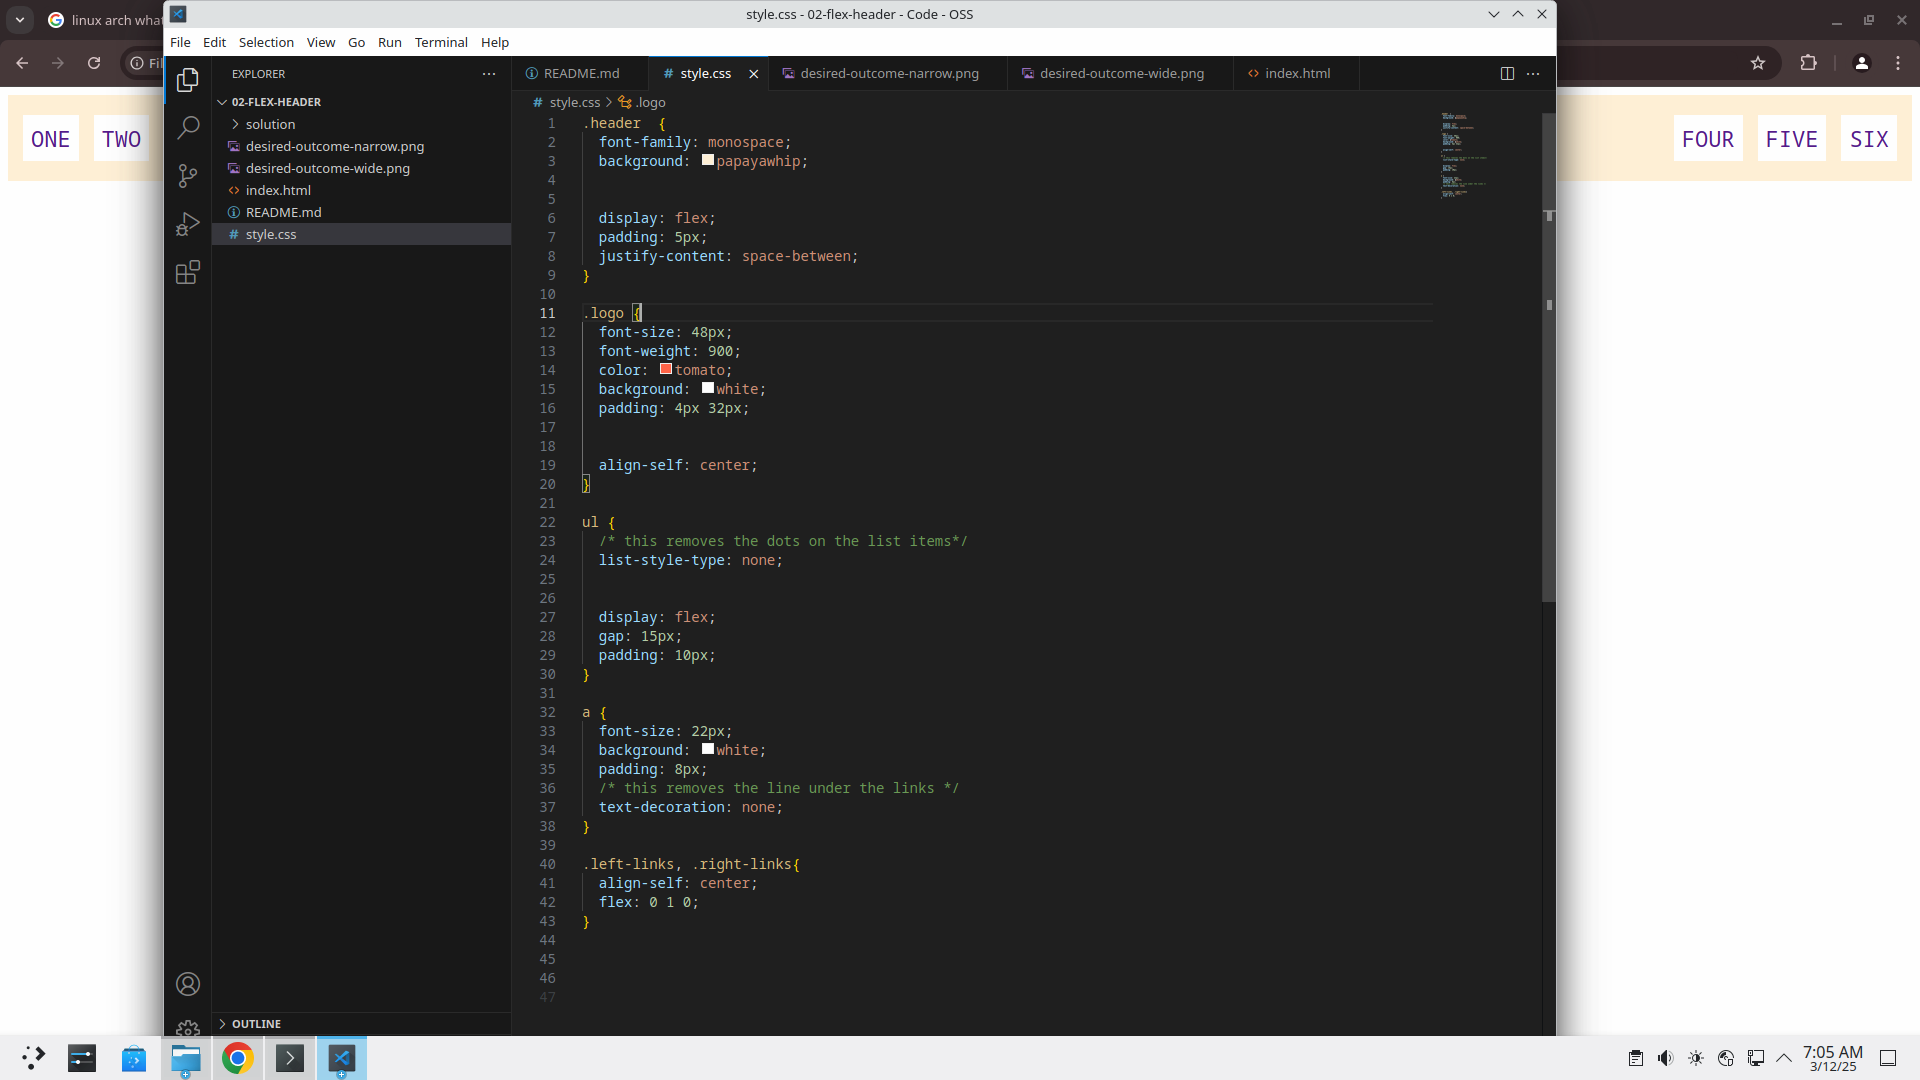 linux arch wha
style.css - 02-flex-header - Code - OSS
File Edit Selection View Go Run Terminal Help
Fil
EXPLORER
README.md
style.css
desired-outcome-narrow.png
desired-outcome-wide.png
index.html
02-FLEX-HEADER
solution
desired-outcome-narrow.png
desired-outcome-wide.png
index.html
README.md
style.css
OUTLINE
ONE TWO
FOUR FIVE SIX
style.css > .logo
1 .header  {
2 font-family: monospace;
3 background: papayawhip;
4
5
6 display: flex;
7 padding: 5px;
8 justify-content: space-between;
9 }
10
11 .logo {
12 font-size: 48px;
13 font-weight: 900;
14 color: tomato;
15 background: white;
16 padding: 4px 32px;
17
18
19 align-self: center;
20 }
21
22 ul {
23 /* this removes the dots on the list items*/
24 list-style-type: none;
25
26
27 display: flex;
28 gap: 15px;
29 padding: 10px;
30 }
31
32 a {
33 font-size: 22px;
34 background: white;
35 padding: 8px;
36 /* this removes the line under the links */
37 text-decoration: none;
38 }
39
40 .left-links, .right-links{
41 align-self: center;
42 flex: 0 1 0;
43 }
44
45
46
47
7:05 AM
3/12/25